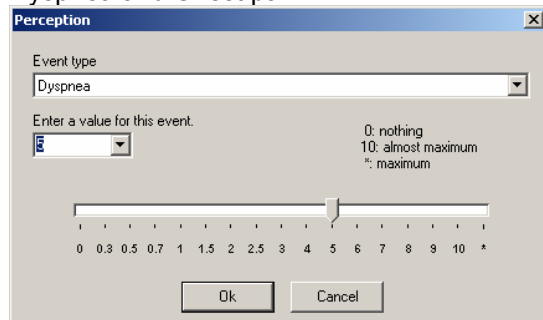 Perception
Event type
Dyspnea
Enter a value for this event.
5
0: nothing
10: almost maximum
*: maximum
0 0.3 0.5 0.7 1 1.5 2 2.5 3 4 5 6 7 8 9 10 *
Ok Cancel